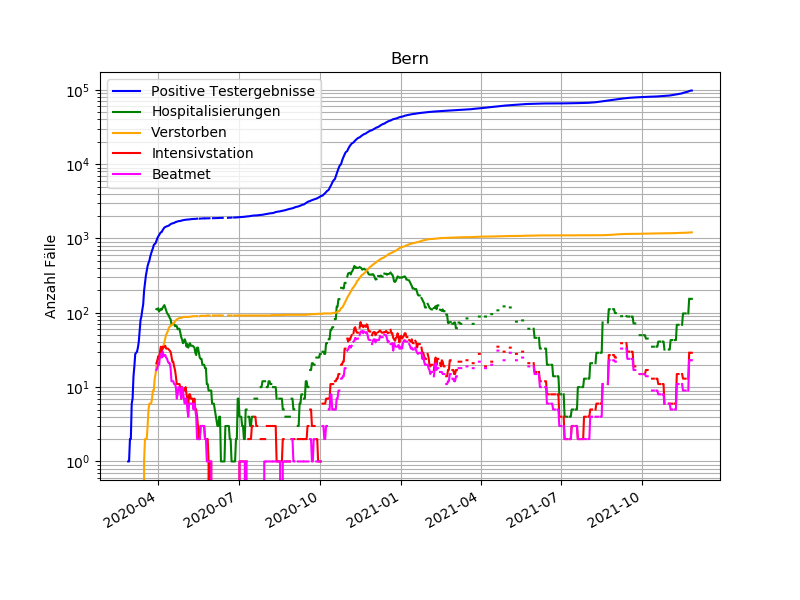 Bern
Anzahl Fälle
10^5
10^4
10^3
10^2
10^1
10^0
Positive Testergebnisse
Hospitalisierungen
Verstorben
Intensivstation
Beatmet
2020-04
2020-07
2020-10
2021-01
2021-04
2021-07
2021-10